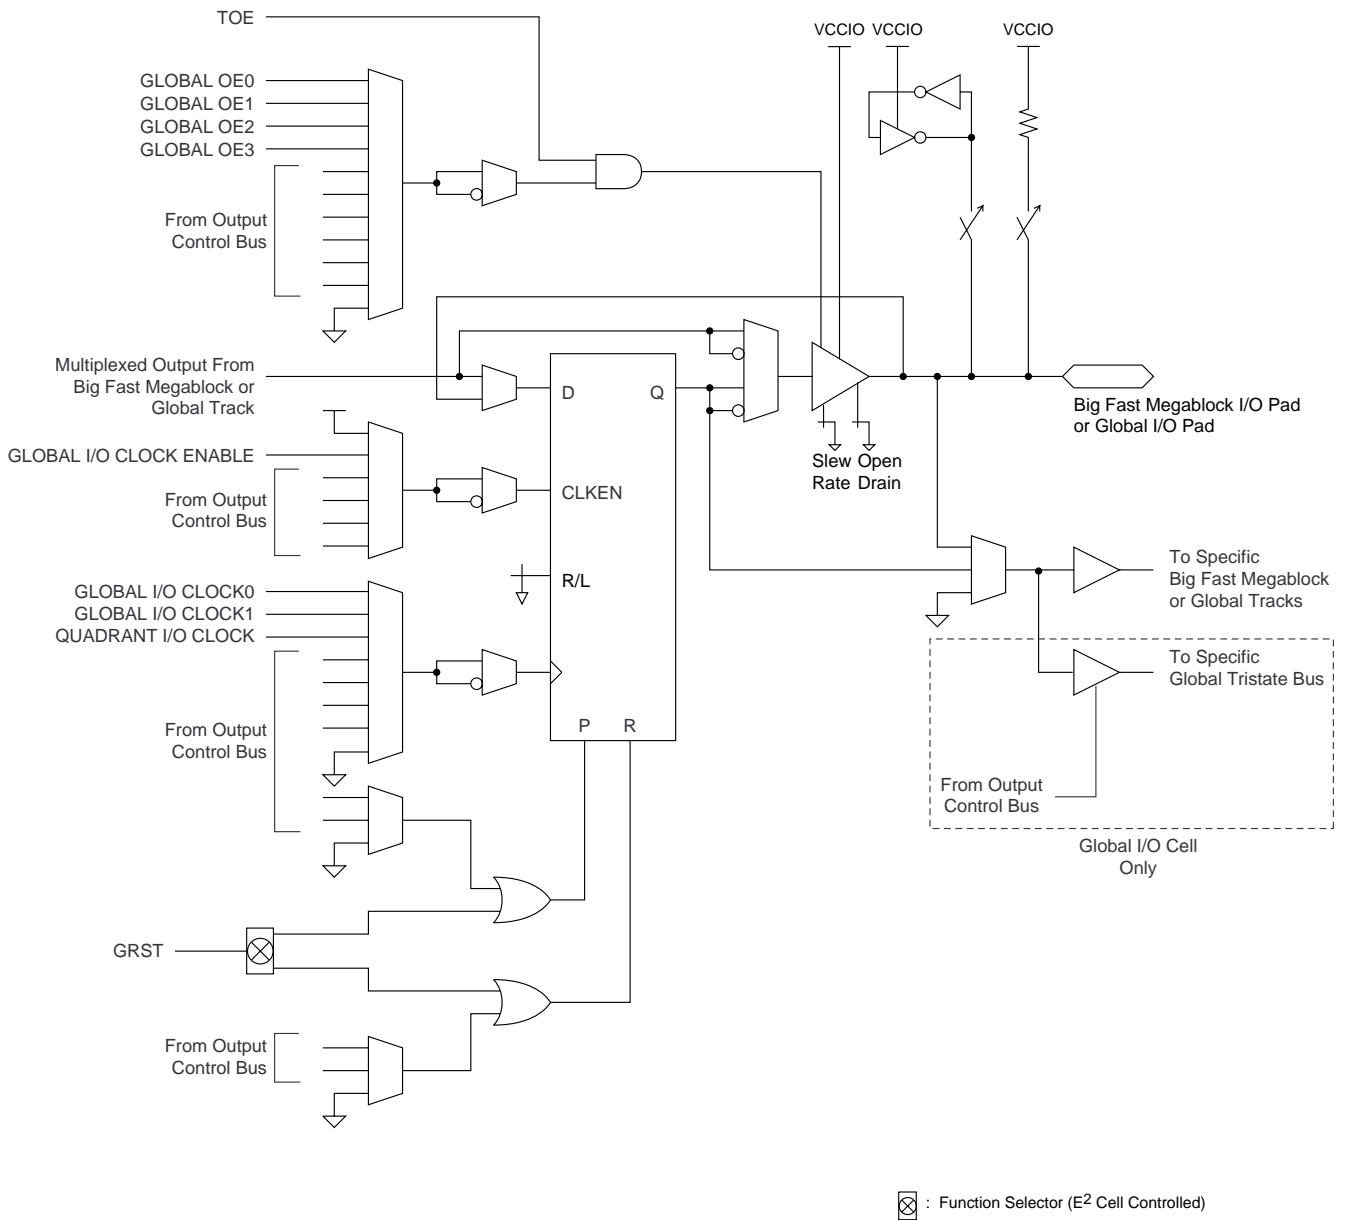 TOE
VCCIO VCCIO VCCIO
GLOBAL OE0
GLOBAL OE1
GLOBAL OE2
GLOBAL OE3
From Output
Control Bus
Multiplexed Output From
Big Fast Megablock or
Global Track
D
Q
Big Fast Megablock I/O Pad
or Global I/O Pad
GLOBAL I/O CLOCK ENABLE
Slew Open
Rate Drain
From Output
Control Bus
CLKEN
R/L
To Specific
Big Fast Megablock
or Global Tracks
GLOBAL I/O CLOCK0
GLOBAL I/O CLOCK1
QUADRANT I/O CLOCK
To Specific
Global Tristate Bus
From Output
Control Bus
P R
From Output
Control Bus
Global I/O Cell
Only
GRST
From Output
Control Bus
: Function Selector (E2 Cell Controlled)